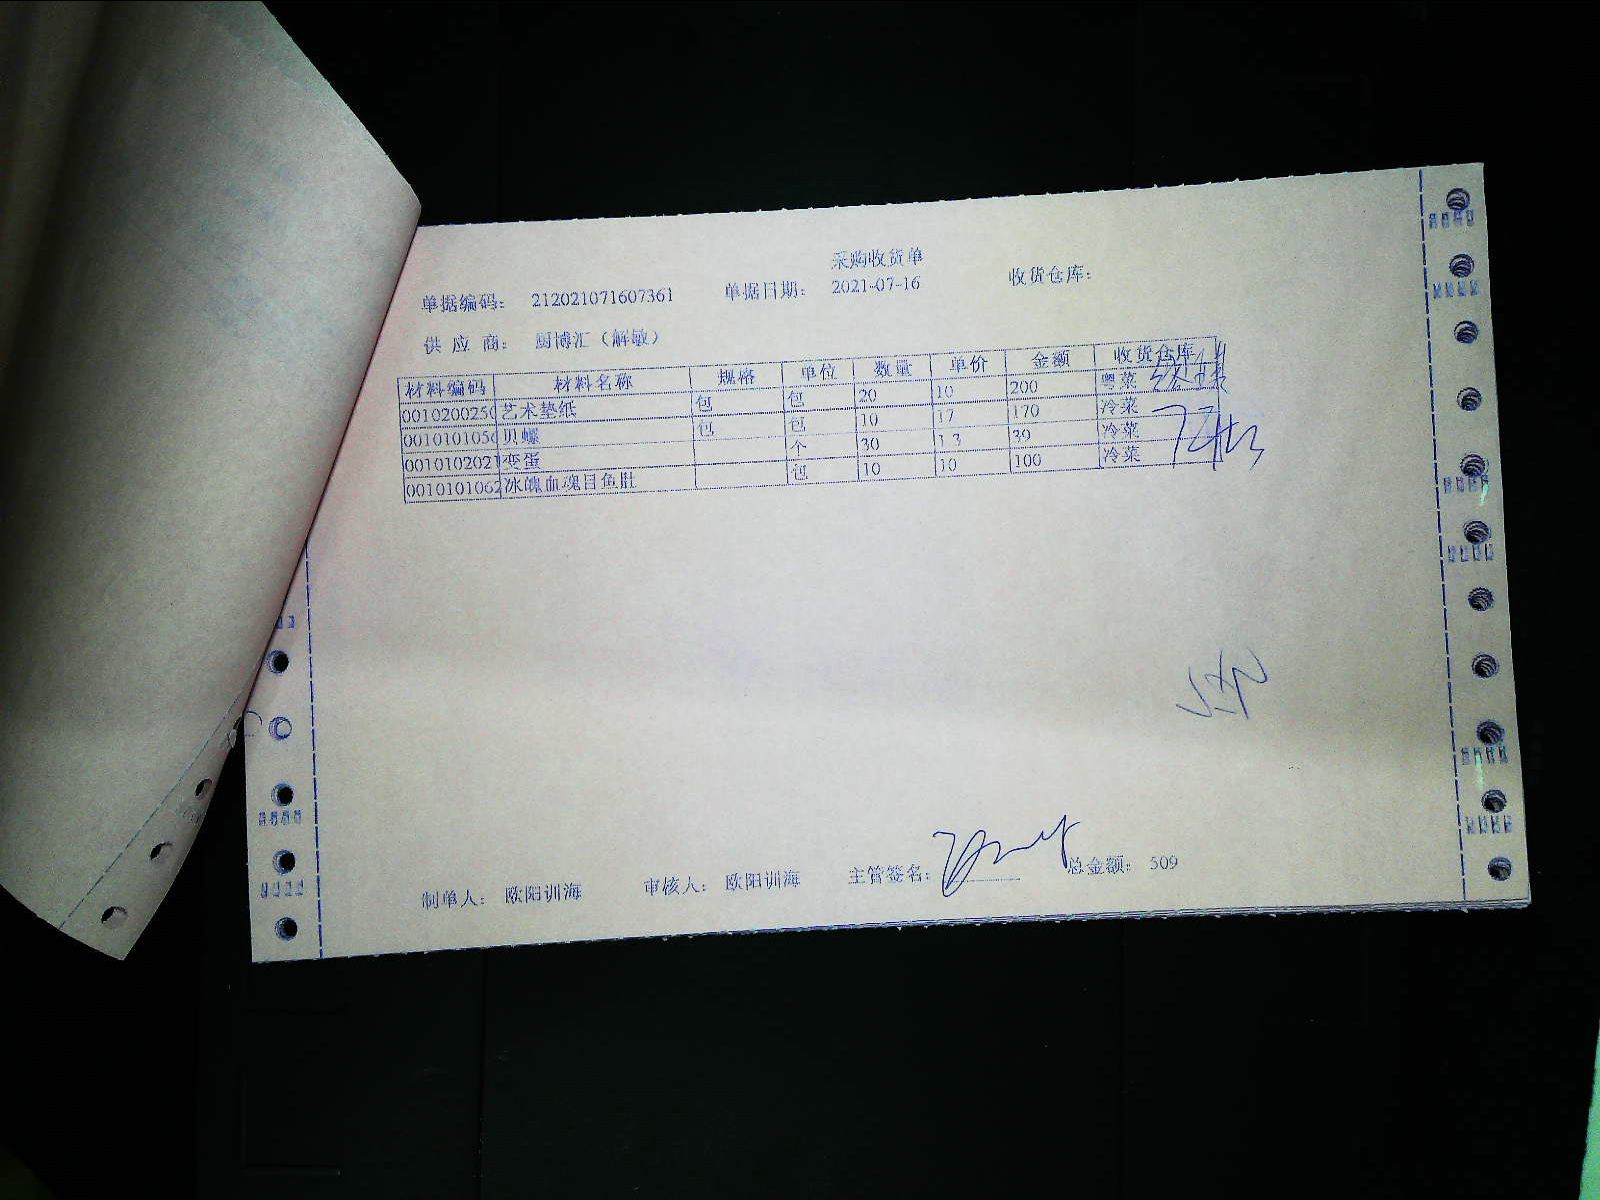 采购收货单
单据编码： 212021071607361 单据日期： 2021-07-16 收货仓库：
供 应 商： 厨博汇（解敏）
材料编码 材料名称 规格 单位 数量 单价 金额 收货仓库
0010200250 艺术垫纸 包 包 20 10 200 粤菜
0010101056 贝螺 包 包 10 17 170 冷菜
0010102021 变蛋 个 30 1.3 39 冷菜
0010101062 冰魄血魂目鱼肚 包 10 10 100 冷菜
制单人： 欧阳训海 审核人： 欧阳训海 主管签名： 总金额： 509